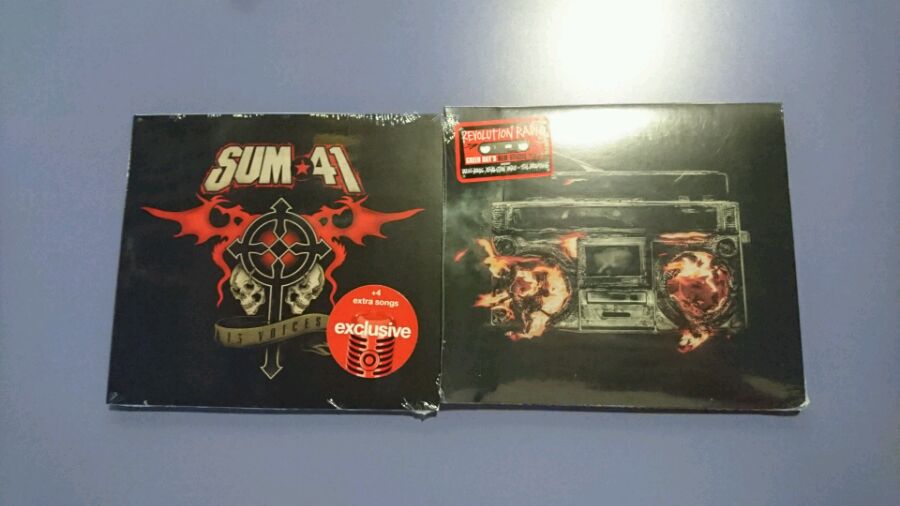 SUM 41
13 VOICES
+4
extra songs
exclusive
REVOLUTION RADIO
GREEN DAY'S